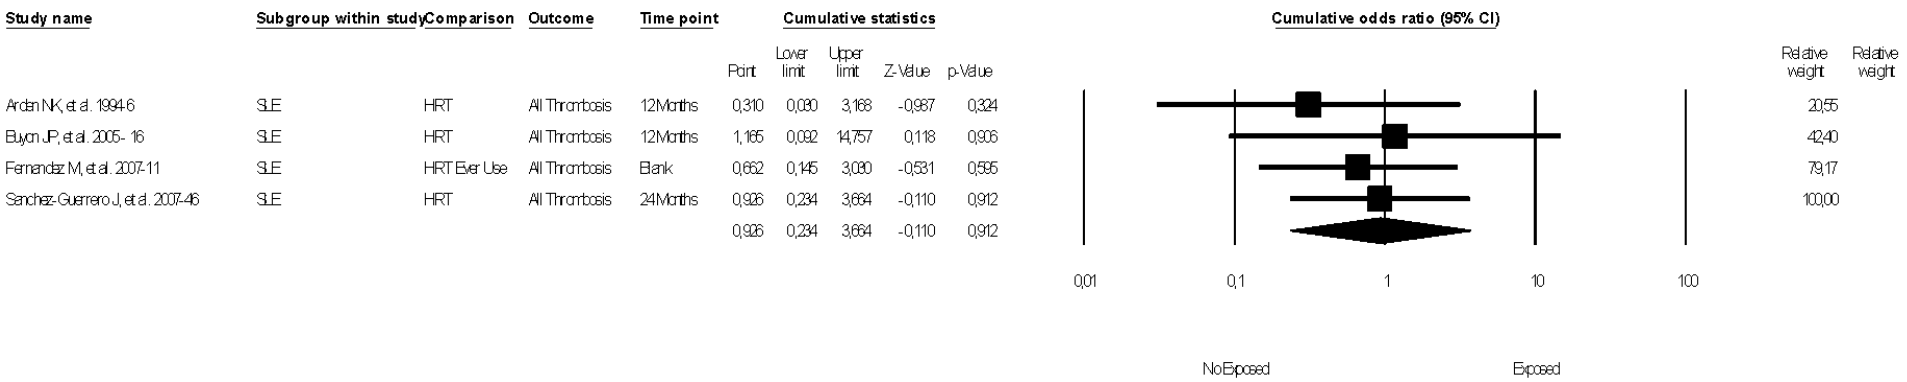 Study name Subgroup within study Comparison Outcome Time point Cumulative statistics Cumulative odds ratio (95% CI)
Lower Upper Relative Relative
Point limit limit Z-Value p-Value weight weight
Arden NK, et al. 1994-6 SLE HRT All Thrombosis 12 Months 0,310 0,030 3,168 -0,987 0,324 20,55
Buyon JP, et al. 2005- 16 SLE HRT All Thrombosis 12 Months 1,165 0,092 14,757 0,118 0,906 42,40
Fernandez M, et al. 2007-11 SLE HRT Ever Use All Thrombosis Blank 0,662 0,145 3,030 -0,531 0,595 79,17
Sanchez-Guerrero J, et al. 2007-46 SLE HRT All Thrombosis 24 Months 0,926 0,234 3,664 -0,110 0,912 100,00
0,926 0,234 3,664 -0,110 0,912
0,01 0,1 1 10 100
No Exposed Exposed